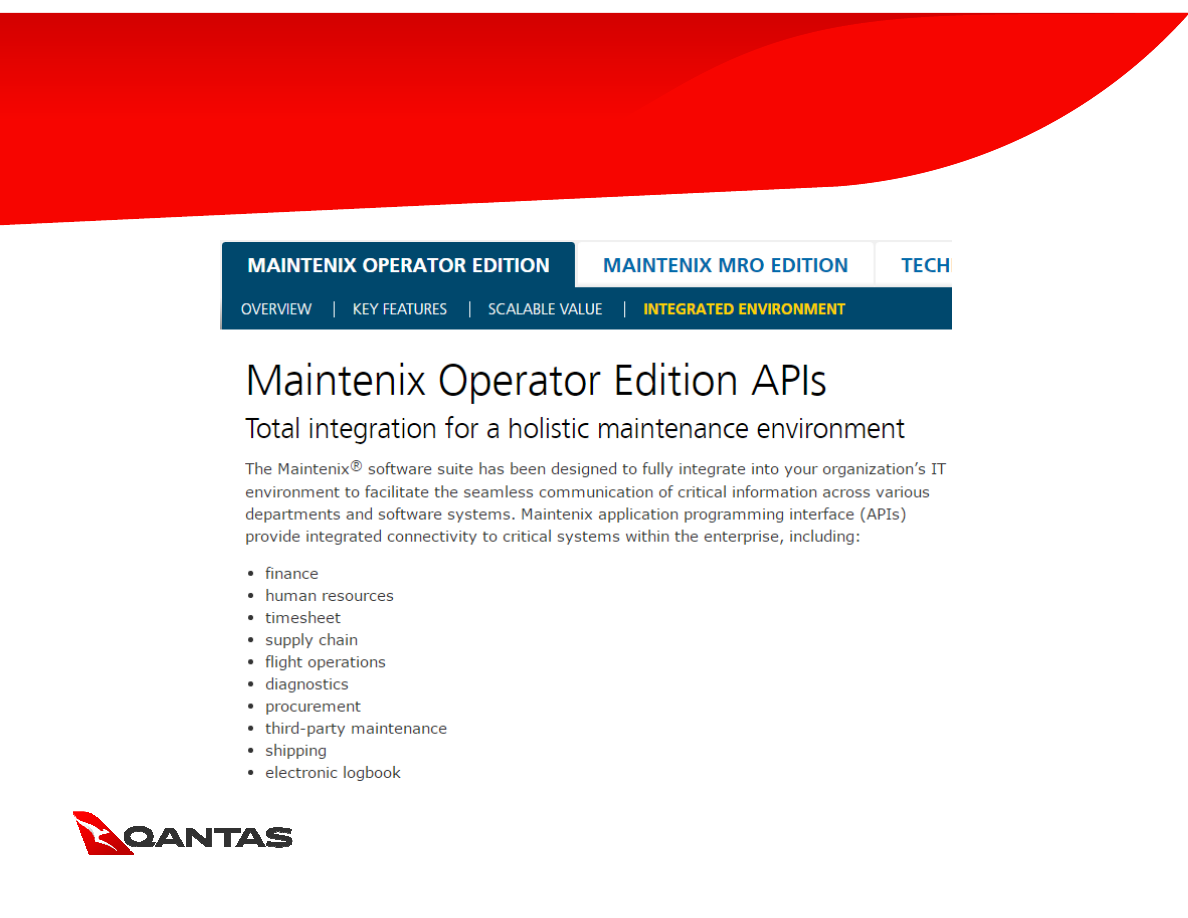 MAINTENIX OPERATOR EDITION MAINTENIX MRO EDITION TECH
OVERVIEW | KEY FEATURES | SCALABLE VALUE | INTEGRATED ENVIRONMENT
Maintenix Operator Edition APIs
Total integration for a holistic maintenance environment
The Maintenix® software suite has been designed to fully integrate into your organization’s IT
environment to facilitate the seamless communication of critical information across various
departments and software systems. Maintenix application programming interface (APIs)
provide integrated connectivity to critical systems within the enterprise, including:
• finance
• human resources
• timesheet
• supply chain
• flight operations
• diagnostics
• procurement
• third-party maintenance
• shipping
• electronic logbook
QANTAS